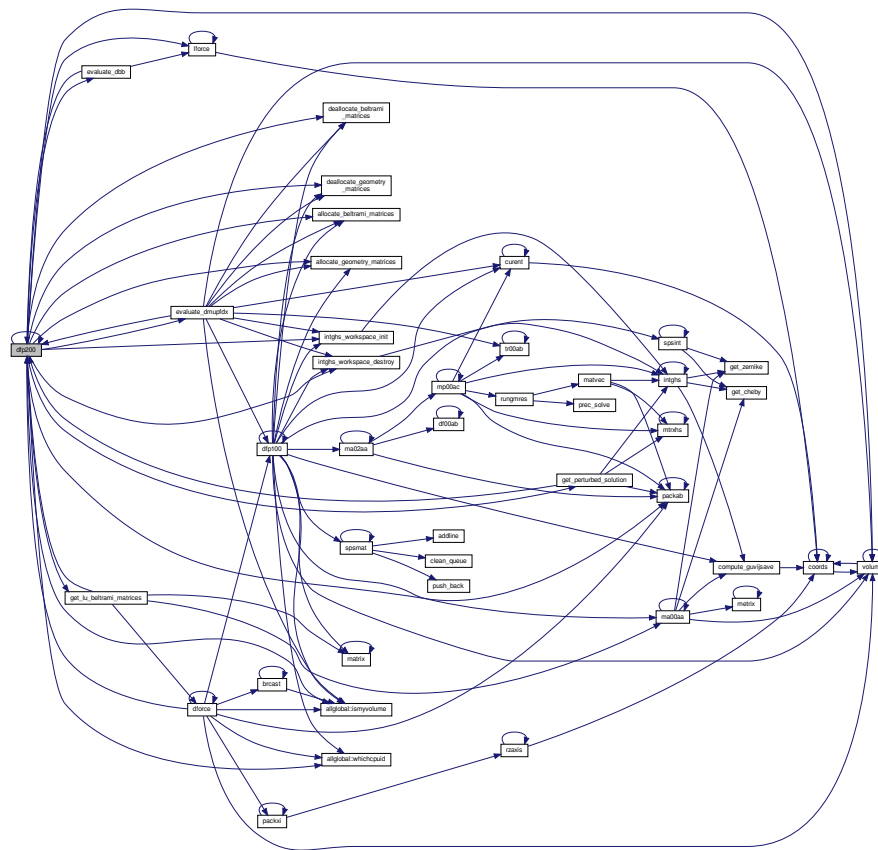 lforce
evaluate_dbb
deallocate_beltrami
_matrices
deallocate_geometry
_matrices
allocate_beltrami_matrices
allocate_geometry_matrices
curent
evaluate_dmupfdx
intghs_workspace_init
spsint
dfp200
tr00ab
intghs_workspace_destroy
get_zernike
mp00ac
matvec
intghs
rungmres
get_cheby
prec_solve
df00ab
mtrxhs
dfp100
ma02aa
get_perturbed_solution
packab
addline
spsmat
clean_queue
compute_guvijsave
coords
volum
push_back
get_lu_beltrami_matrices
metrix
ma00aa
matrix
brcast
dforce
allglobal::ismyvolume
rzaxis
allglobal::whichcpuid
packxi